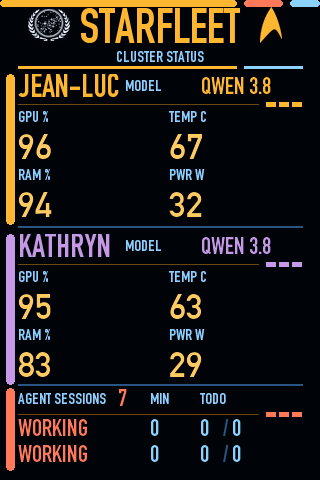 STARFLEET
CLUSTER STATUS
JEAN-LUC MODEL QWEN 3.8
GPU % TEMP C
96 67
RAM % PWR W
94 32
KATHRYN MODEL QWEN 3.8
GPU % TEMP C
95 63
RAM % PWR W
83 29
AGENT SESSIONS 7 MIN TODO
WORKING 0 0 / 0
WORKING 0 0 / 0